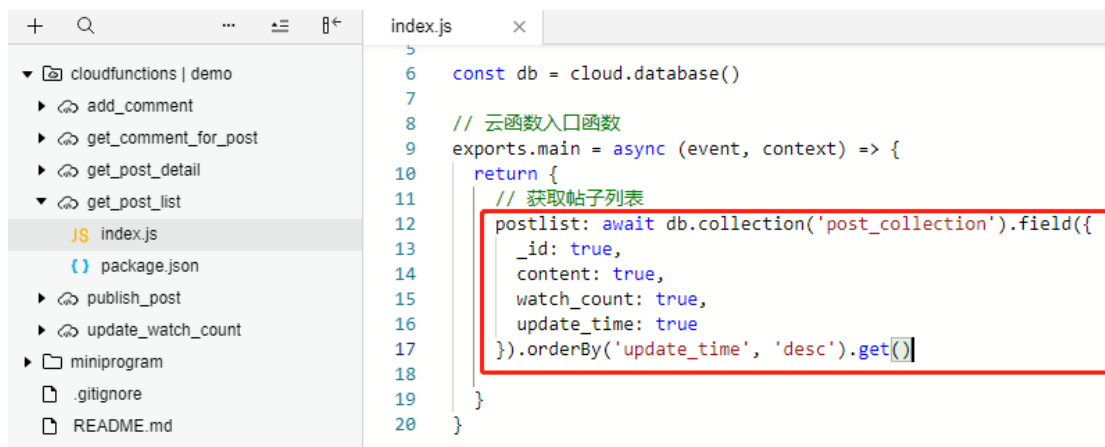 index.js
cloudfunctions | demo
add_comment
get_comment_for_post
get_post_detail
get_post_list
JS index.js
{ } package.json
publish_post
update_watch_count
miniprogram
.gitignore
README.md
5
6 const db = cloud.database()
7
8 // 云函数入口函数
9 exports.main = async (event, context) => {
10 return {
11 // 获取帖子列表
12 postlist: await db.collection('post_collection').field({
13 _id: true,
14 content: true,
15 watch_count: true,
16 update_time: true
17 }).orderBy('update_time', 'desc').get()
18
19 }
20 }